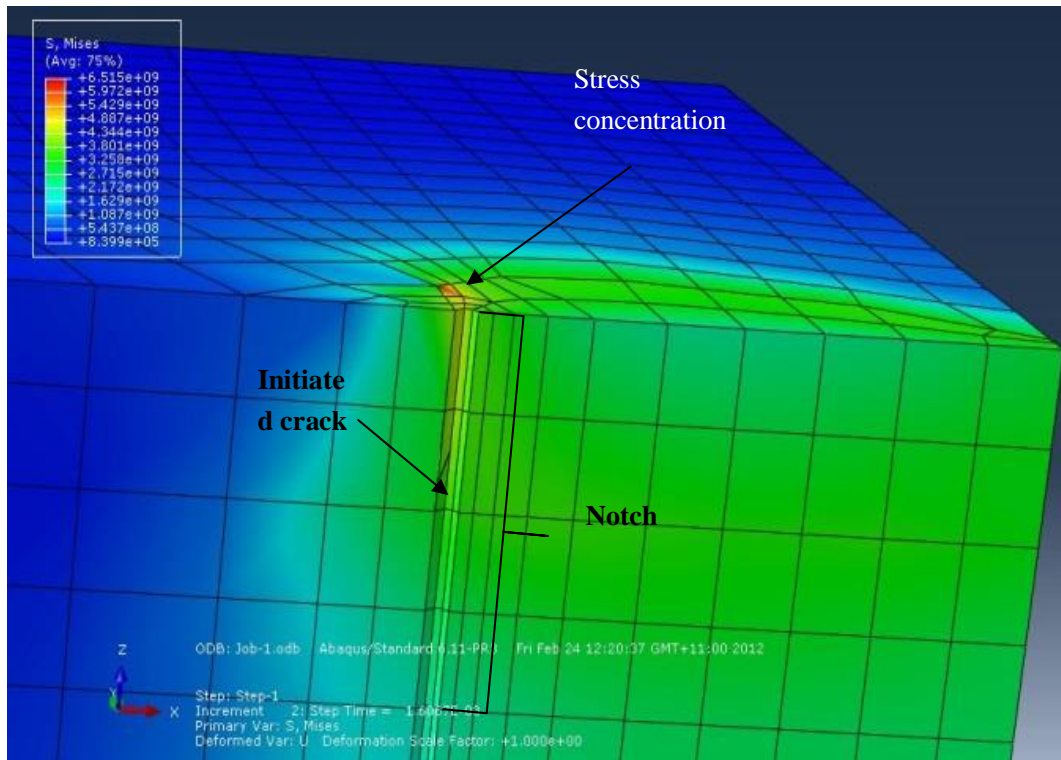 S, Mises
(Avg: 75%)
+6.515e+09
+5.972e+09
+5.429e+09
+4.887e+09
+4.344e+09
+3.801e+09
+3.258e+09
+2.715e+09
+2.172e+09
+1.629e+09
+1.087e+09
+5.437e+08
+8.399e+05
Stress
concentration
Initiate
d crack
Notch
Z
Y
X
ODB: Job-1.odb Abaqus/Standard 6.11-PR3 Fri Feb 24 12:20:37 GMT+11:00 2012
Step: Step-1
Increment 2: Step Time = 1.6067E-02
Primary Var: S, Mises
Deformed Var: U Deformation Scale Factor: +1.000e+00